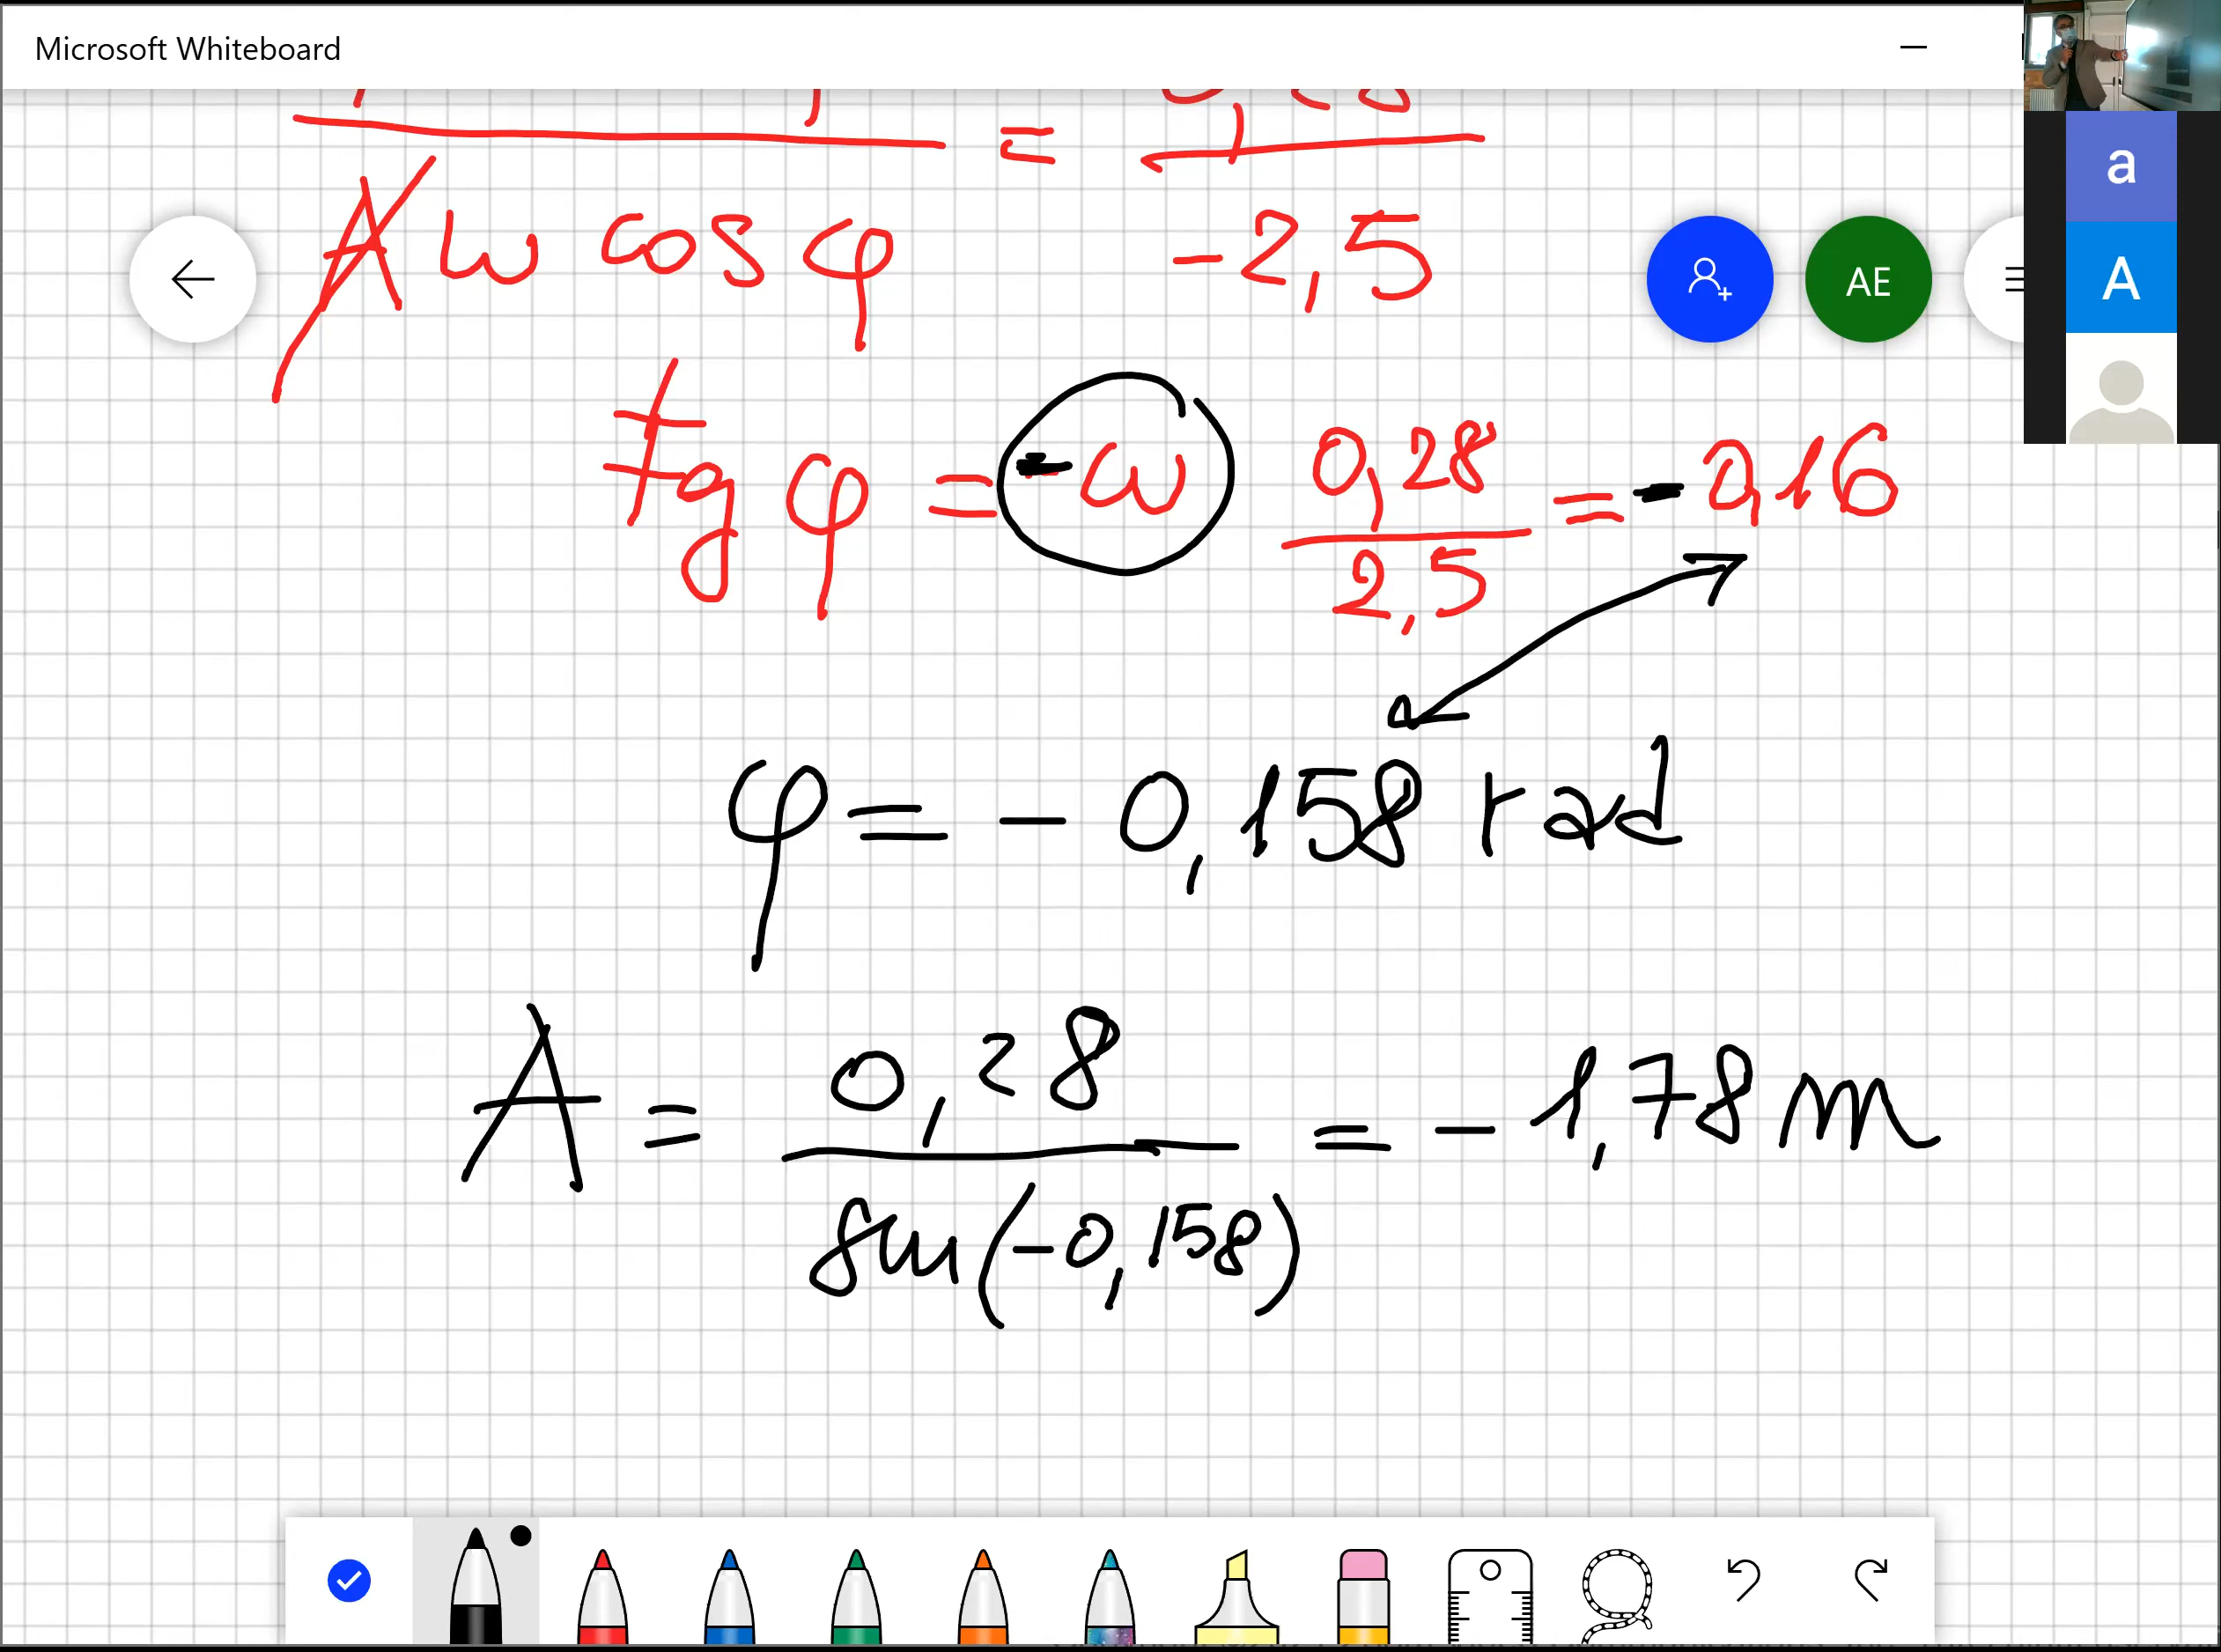 Microsoft Whiteboard
a
A
AE
A ω cos φ = -2,5
tg φ = -ω 0,28 / 2,5 = -0,16
φ = - 0,158 rad
A = 0,28 / sin(-0,158) = - 1,78 m